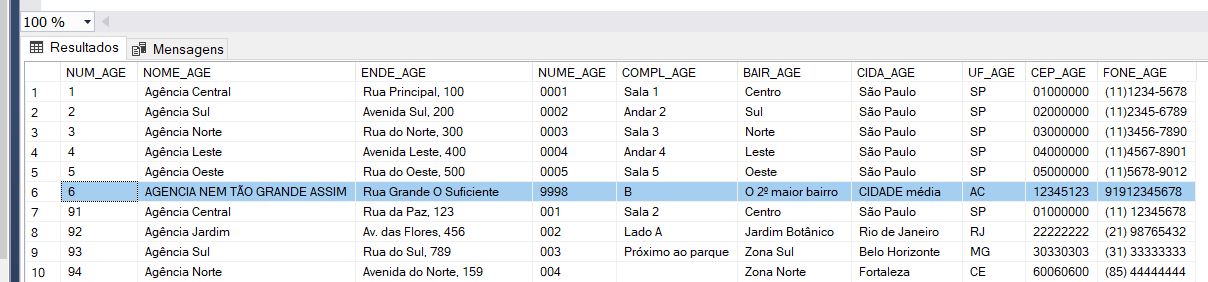 100 %
Resultados Mensagens
NUM_AGE NOME_AGE ENDE_AGE NUME_AGE COMPL_AGE BAIR_AGE CIDA_AGE UF_AGE CEP_AGE FONE_AGE
1 1 Agência Central Rua Principal, 100 0001 Sala 1 Centro São Paulo SP 01000000 (11)1234-5678
2 2 Agência Sul Avenida Sul, 200 0002 Andar 2 Sul São Paulo SP 02000000 (11)2345-6789
3 3 Agência Norte Rua do Norte, 300 0003 Sala 3 Norte São Paulo SP 03000000 (11)3456-7890
4 4 Agência Leste Avenida Leste, 400 0004 Andar 4 Leste São Paulo SP 04000000 (11)4567-8901
5 5 Agência Oeste Rua do Oeste, 500 0005 Sala 5 Oeste São Paulo SP 05000000 (11)5678-9012
6 6 AGENCIA NEM TÃO GRANDE ASSIM Rua Grande O Suficiente 9998 B O 2º maior bairro CIDADE média AC 12345123 91912345678
7 91 Agência Central Rua da Paz, 123 001 Sala 2 Centro São Paulo SP 01000000 (11) 12345678
8 92 Agência Jardim Av. das Flores, 456 002 Lado A Jardim Botânico Rio de Janeiro RJ 22222222 (21) 98765432
9 93 Agência Sul Rua do Sul, 789 003 Próximo ao parque Zona Sul Belo Horizonte MG 30330303 (31) 33333333
10 94 Agência Norte Avenida do Norte, 159 004 Zona Norte Fortaleza CE 60060600 (85) 44444444